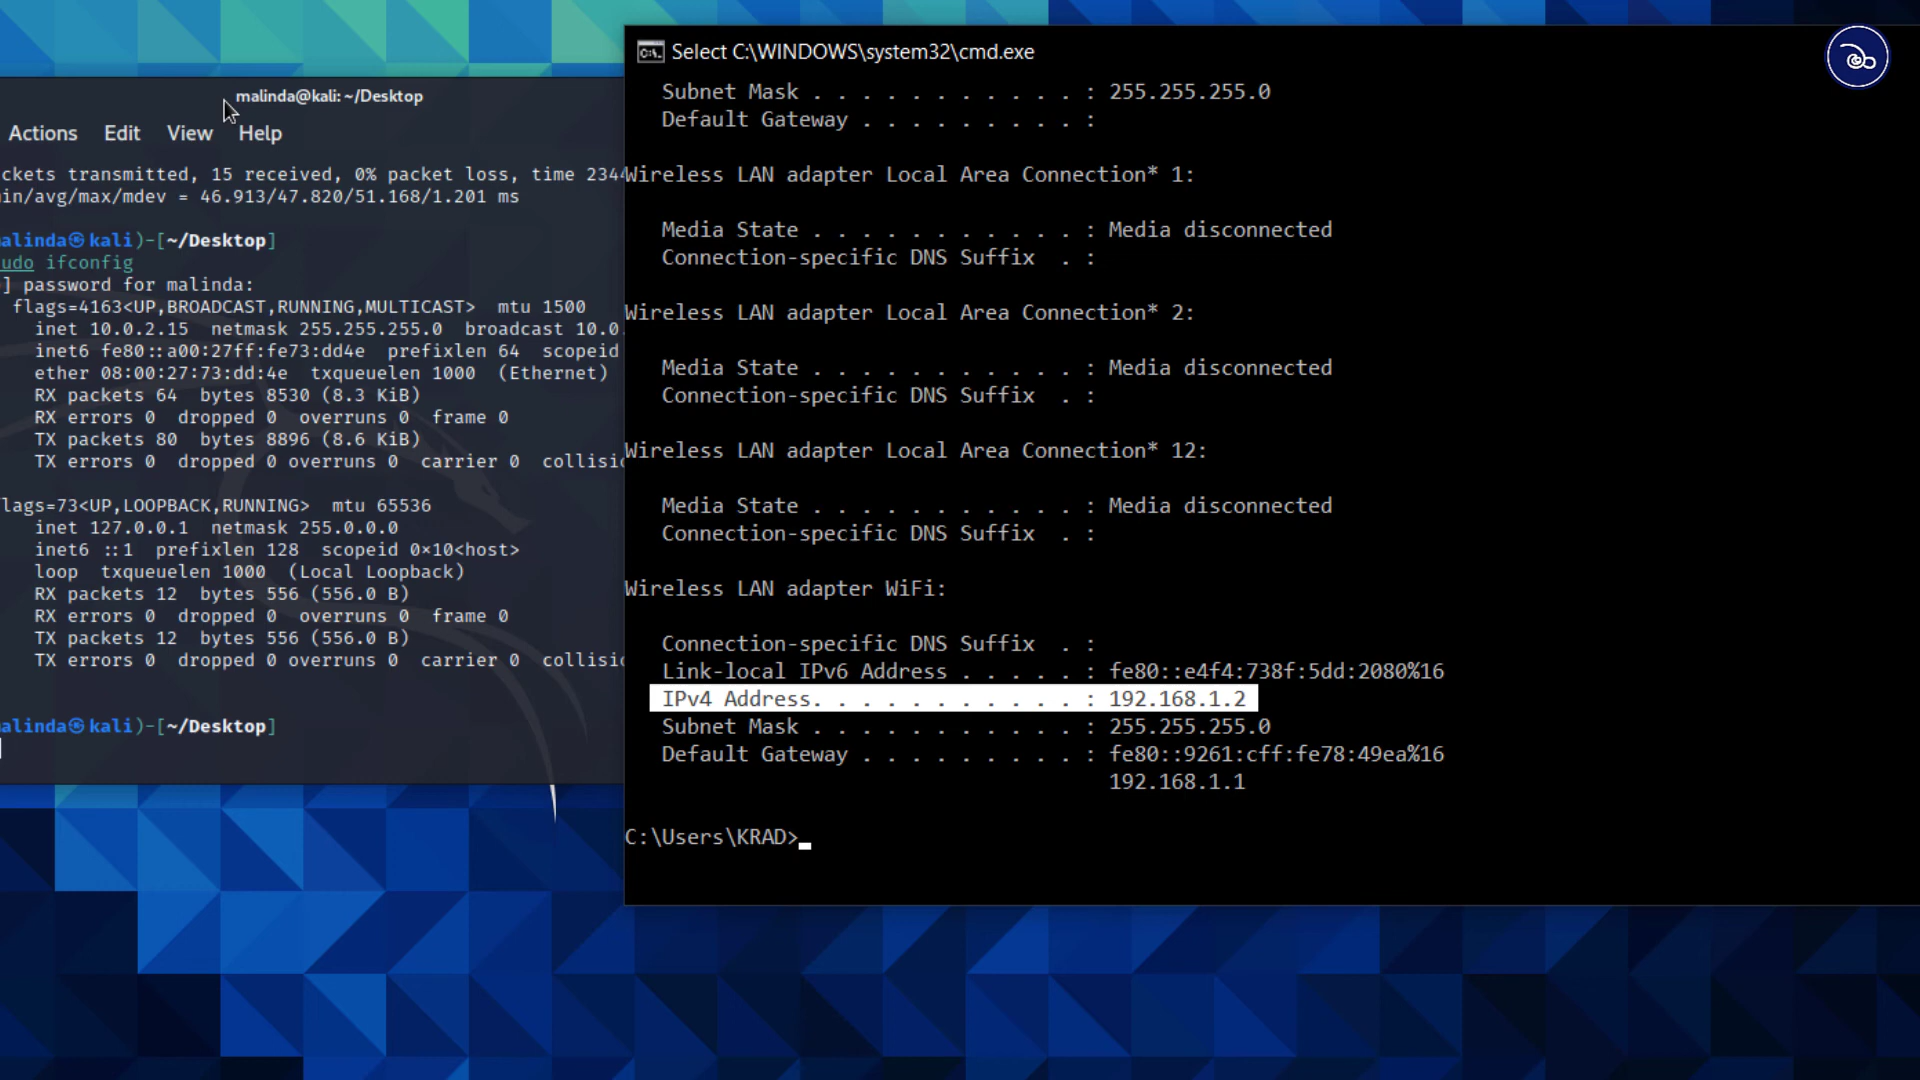 malinda@kali: ~/Desktop
Actions Edit View Help
ckets transmitted, 15 received, 0% packet loss, time 2344
in/avg/max/mdev = 46.913/47.820/51.168/1.201 ms
alinda㉿kali)-[~/Desktop]
udo ifconfig
] password for malinda:
flags=4163<UP,BROADCAST,RUNNING,MULTICAST>  mtu 1500
inet 10.0.2.15  netmask 255.255.255.0  broadcast 10.0.
inet6 fe80::a00:27ff:fe73:dd4e  prefixlen 64  scopeid
ether 08:00:27:73:dd:4e  txqueuelen 1000  (Ethernet)
RX packets 64  bytes 8530 (8.3 KiB)
RX errors 0  dropped 0  overruns 0  frame 0
TX packets 80  bytes 8896 (8.6 KiB)
TX errors 0  dropped 0 overruns 0  carrier 0  collisi
lags=73<UP,LOOPBACK,RUNNING>  mtu 65536
inet 127.0.0.1  netmask 255.0.0.0
inet6 ::1  prefixlen 128  scopeid 0×10<host>
loop  txqueuelen 1000  (Local Loopback)
RX packets 12  bytes 556 (556.0 B)
RX errors 0  dropped 0  overruns 0  frame 0
TX packets 12  bytes 556 (556.0 B)
TX errors 0  dropped 0 overruns 0  carrier 0  collisi
alinda㉿kali)-[~/Desktop]
Select C:\WINDOWS\system32\cmd.exe
Subnet Mask . . . . . . . . . . . : 255.255.255.0
Default Gateway . . . . . . . . . :
Wireless LAN adapter Local Area Connection* 1:
Media State . . . . . . . . . . . : Media disconnected
Connection-specific DNS Suffix  . :
Wireless LAN adapter Local Area Connection* 2:
Media State . . . . . . . . . . . : Media disconnected
Connection-specific DNS Suffix  . :
Wireless LAN adapter Local Area Connection* 12:
Media State . . . . . . . . . . . : Media disconnected
Connection-specific DNS Suffix  . :
Wireless LAN adapter WiFi:
Connection-specific DNS Suffix  . :
Link-local IPv6 Address . . . . . : fe80::e4f4:738f:5dd:2080%16
IPv4 Address. . . . . . . . . . . : 192.168.1.2
Subnet Mask . . . . . . . . . . . : 255.255.255.0
Default Gateway . . . . . . . . . : fe80::9261:cff:fe78:49ea%16
192.168.1.1
C:\Users\KRAD>